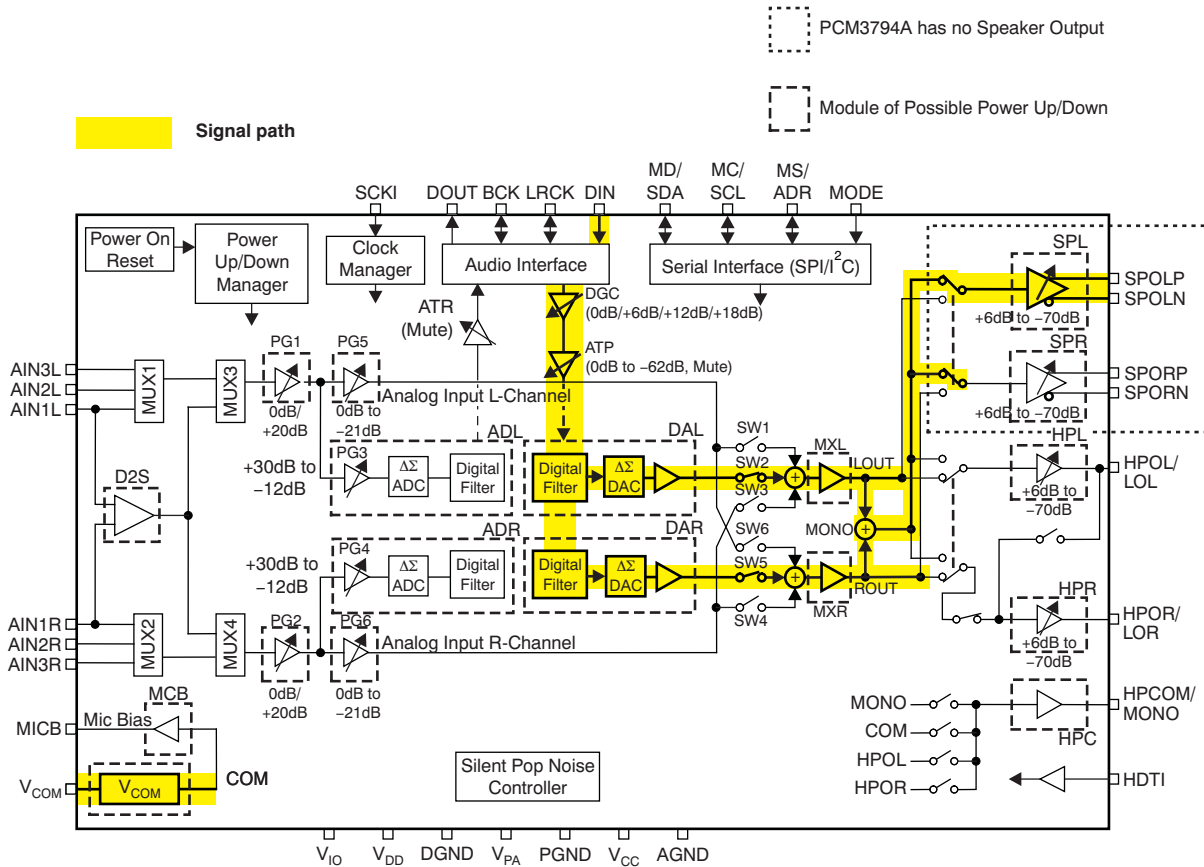 PCM3794A has no Speaker Output
Module of Possible Power Up/Down
Signal path
SCKI
DOUT
BCK
LRCK
DIN
MD/
SDA
MC/
SCL
MS/
ADR
MODE
Power On
Reset
Power
Up/Down
Manager
Clock
Manager
Audio Interface
Serial Interface (SPI/I²C)
ATR
(Mute)
DGC
(0dB/+6dB/+12dB/+18dB)
ATP
(0dB to −62dB, Mute)
SPL
+6dB to −70dB
SPOLP
SPOLN
SPR
+6dB to −70dB
SPORP
SPORN
AIN3L
AIN2L
AIN1L
MUX1
MUX3
PG1
0dB/
+20dB
PG5
0dB to
−21dB
Analog Input L-Channel
D2S
+30dB to
−12dB
ADL
PG3
ΔΣ
ADC
Digital
Filter
DAL
Digital
Filter
ΔΣ
DAC
SW1
SW2
SW3
MXL
LOUT
HPL
+6dB to
−70dB
HPOL/
LOL
MONO
ADR
+30dB to
−12dB
PG4
ΔΣ
ADC
Digital
Filter
DAR
Digital
Filter
ΔΣ
DAC
SW6
SW5
SW4
MXR
ROUT
HPR
+6dB to
−70dB
HPOR/
LOR
AIN1R
AIN2R
AIN3R
MUX2
MUX4
PG2
0dB/
+20dB
PG6
0dB to
−21dB
Analog Input R-Channel
MICB
Mic Bias
MCB
VCOM
VCOM
COM
Silent Pop Noise
Controller
MONO
COM
HPOL
HPOR
HPC
HPCOM/
MONO
HDTI
VIO
VDD
DGND
VPA
PGND
VCC
AGND